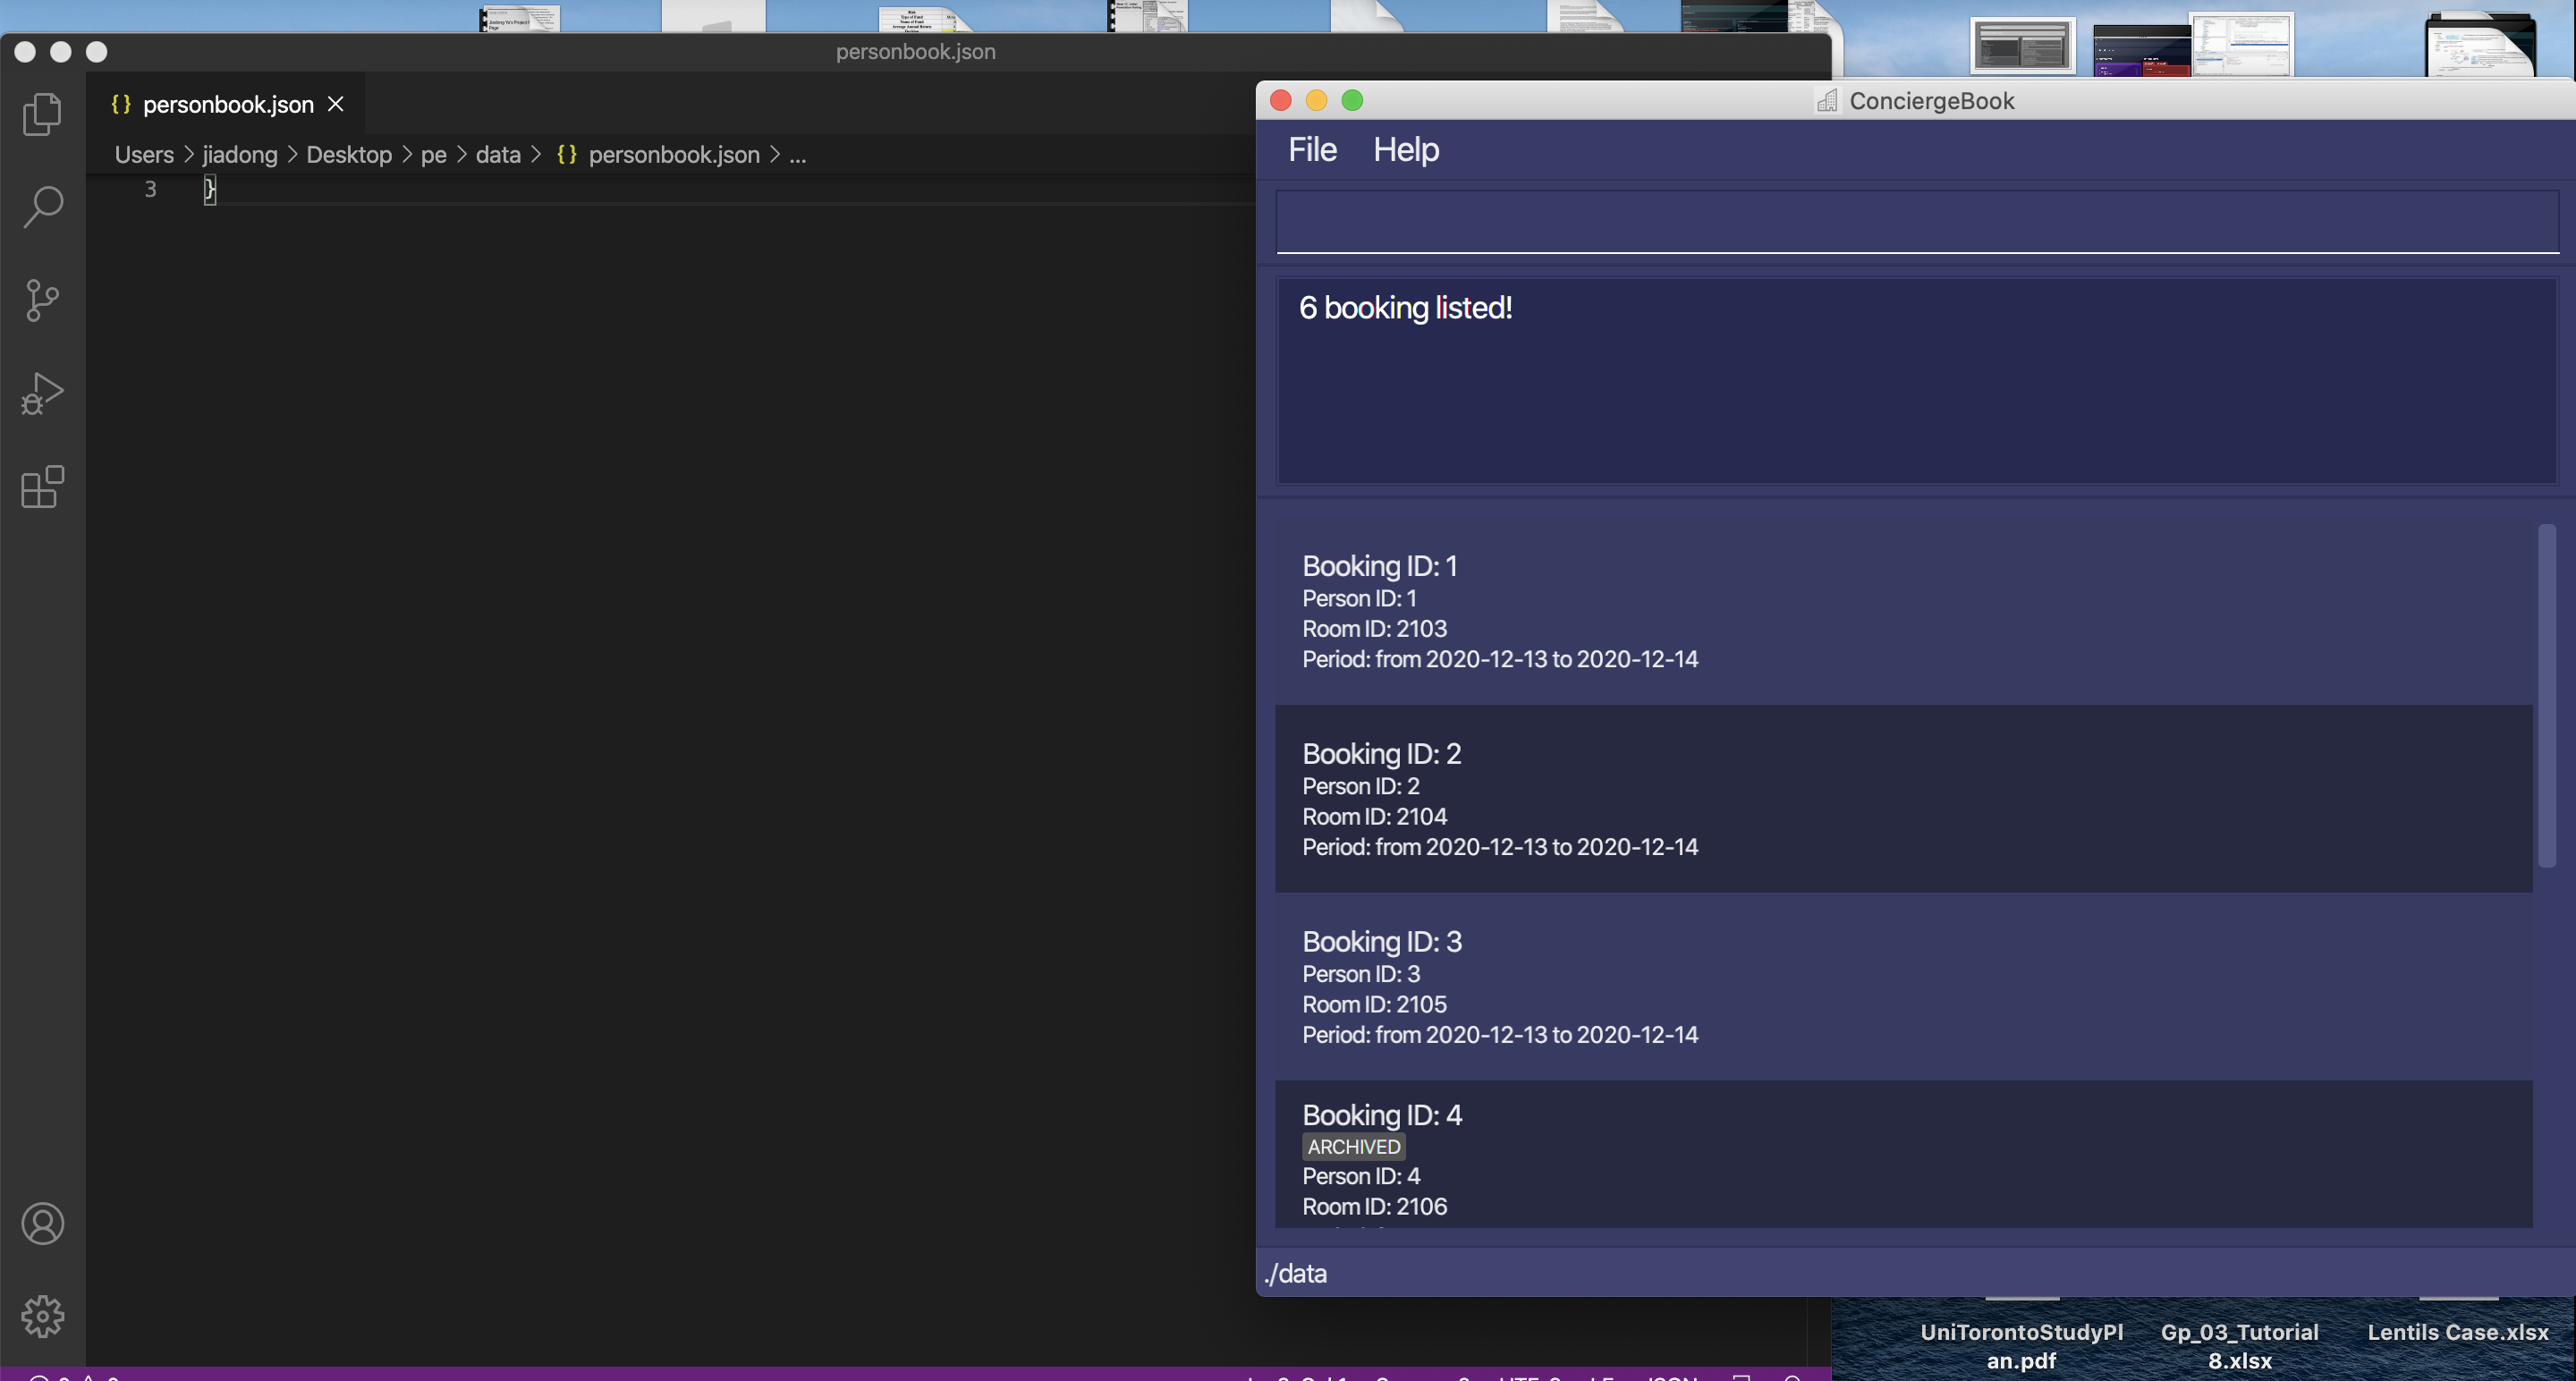 personbook.json
{} personbook.json
Users > jiadong > Desktop > pe > data > {} personbook.json > ...
3 }
ConciergeBook
File Help
6 booking listed!
Booking ID: 1
Person ID: 1
Room ID: 2103
Period: from 2020-12-13 to 2020-12-14
Booking ID: 2
Person ID: 2
Room ID: 2104
Period: from 2020-12-13 to 2020-12-14
Booking ID: 3
Person ID: 3
Room ID: 2105
Period: from 2020-12-13 to 2020-12-14
Booking ID: 4
ARCHIVED
Person ID: 4
Room ID: 2106
./data
UniTorontoStudyPl
an.pdf
Gp_03_Tutorial
8.xlsx
Lentils Case.xlsx